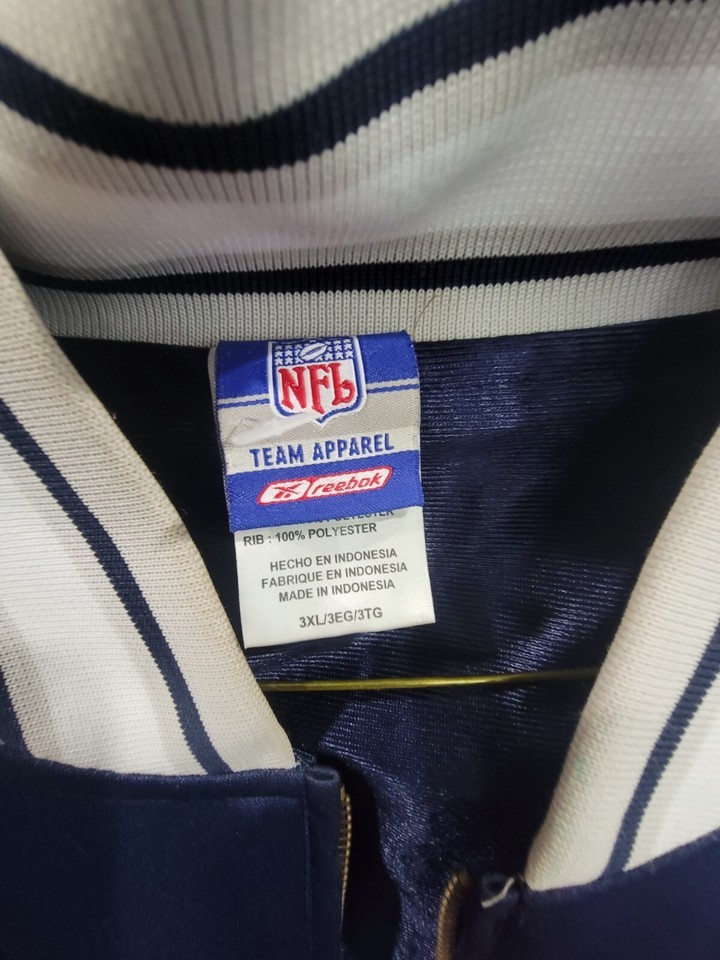 NFL
TEAM APPAREL
reebok
RIB : 100% POLYESTER
HECHO EN INDONESIA
FABRIQUE EN INDONESIA
MADE IN INDONESIA
3XL/3EG/3TG